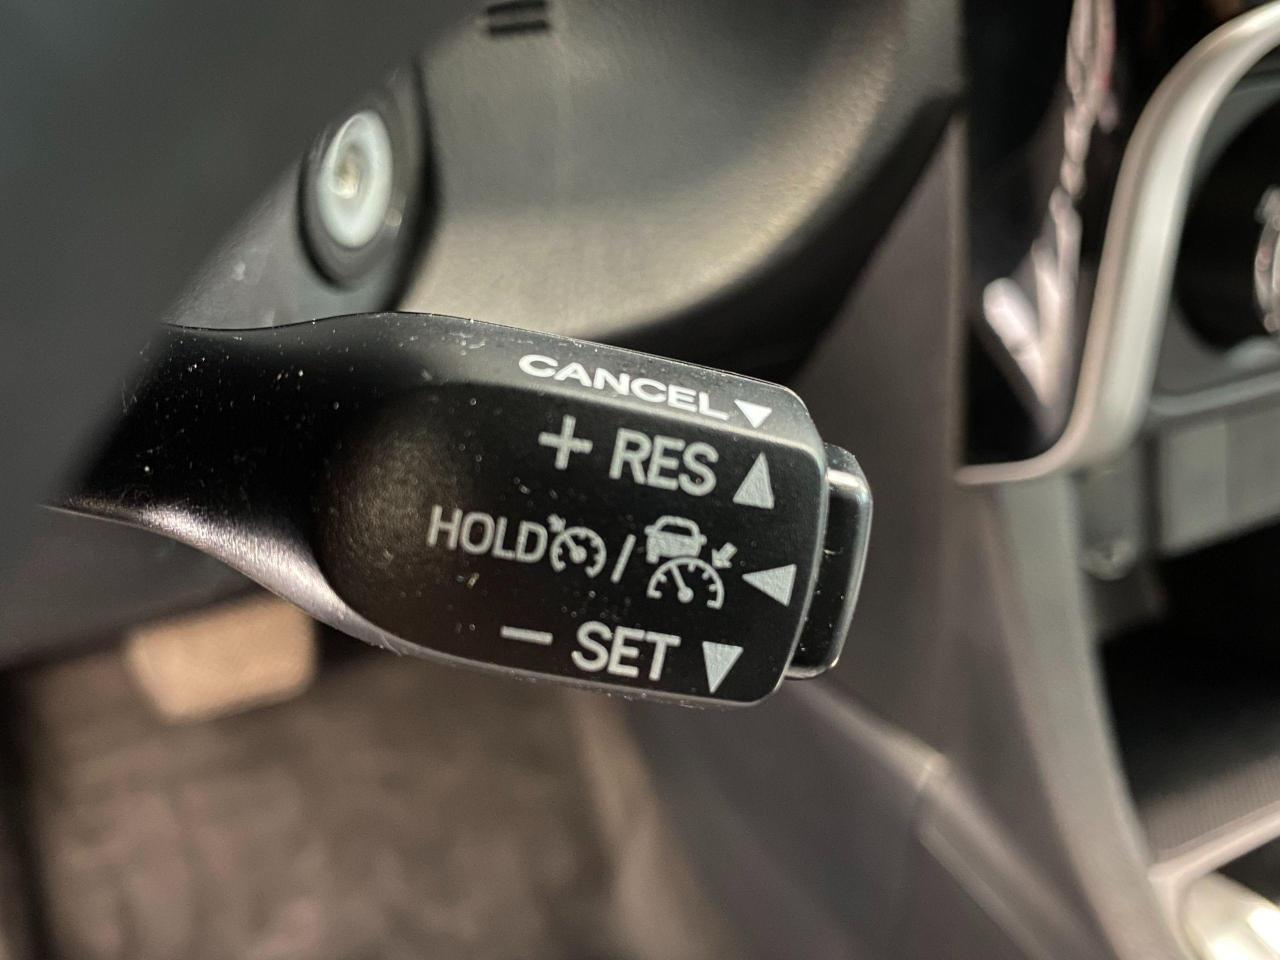 CANCEL
+ RES
HOLD /
− SET